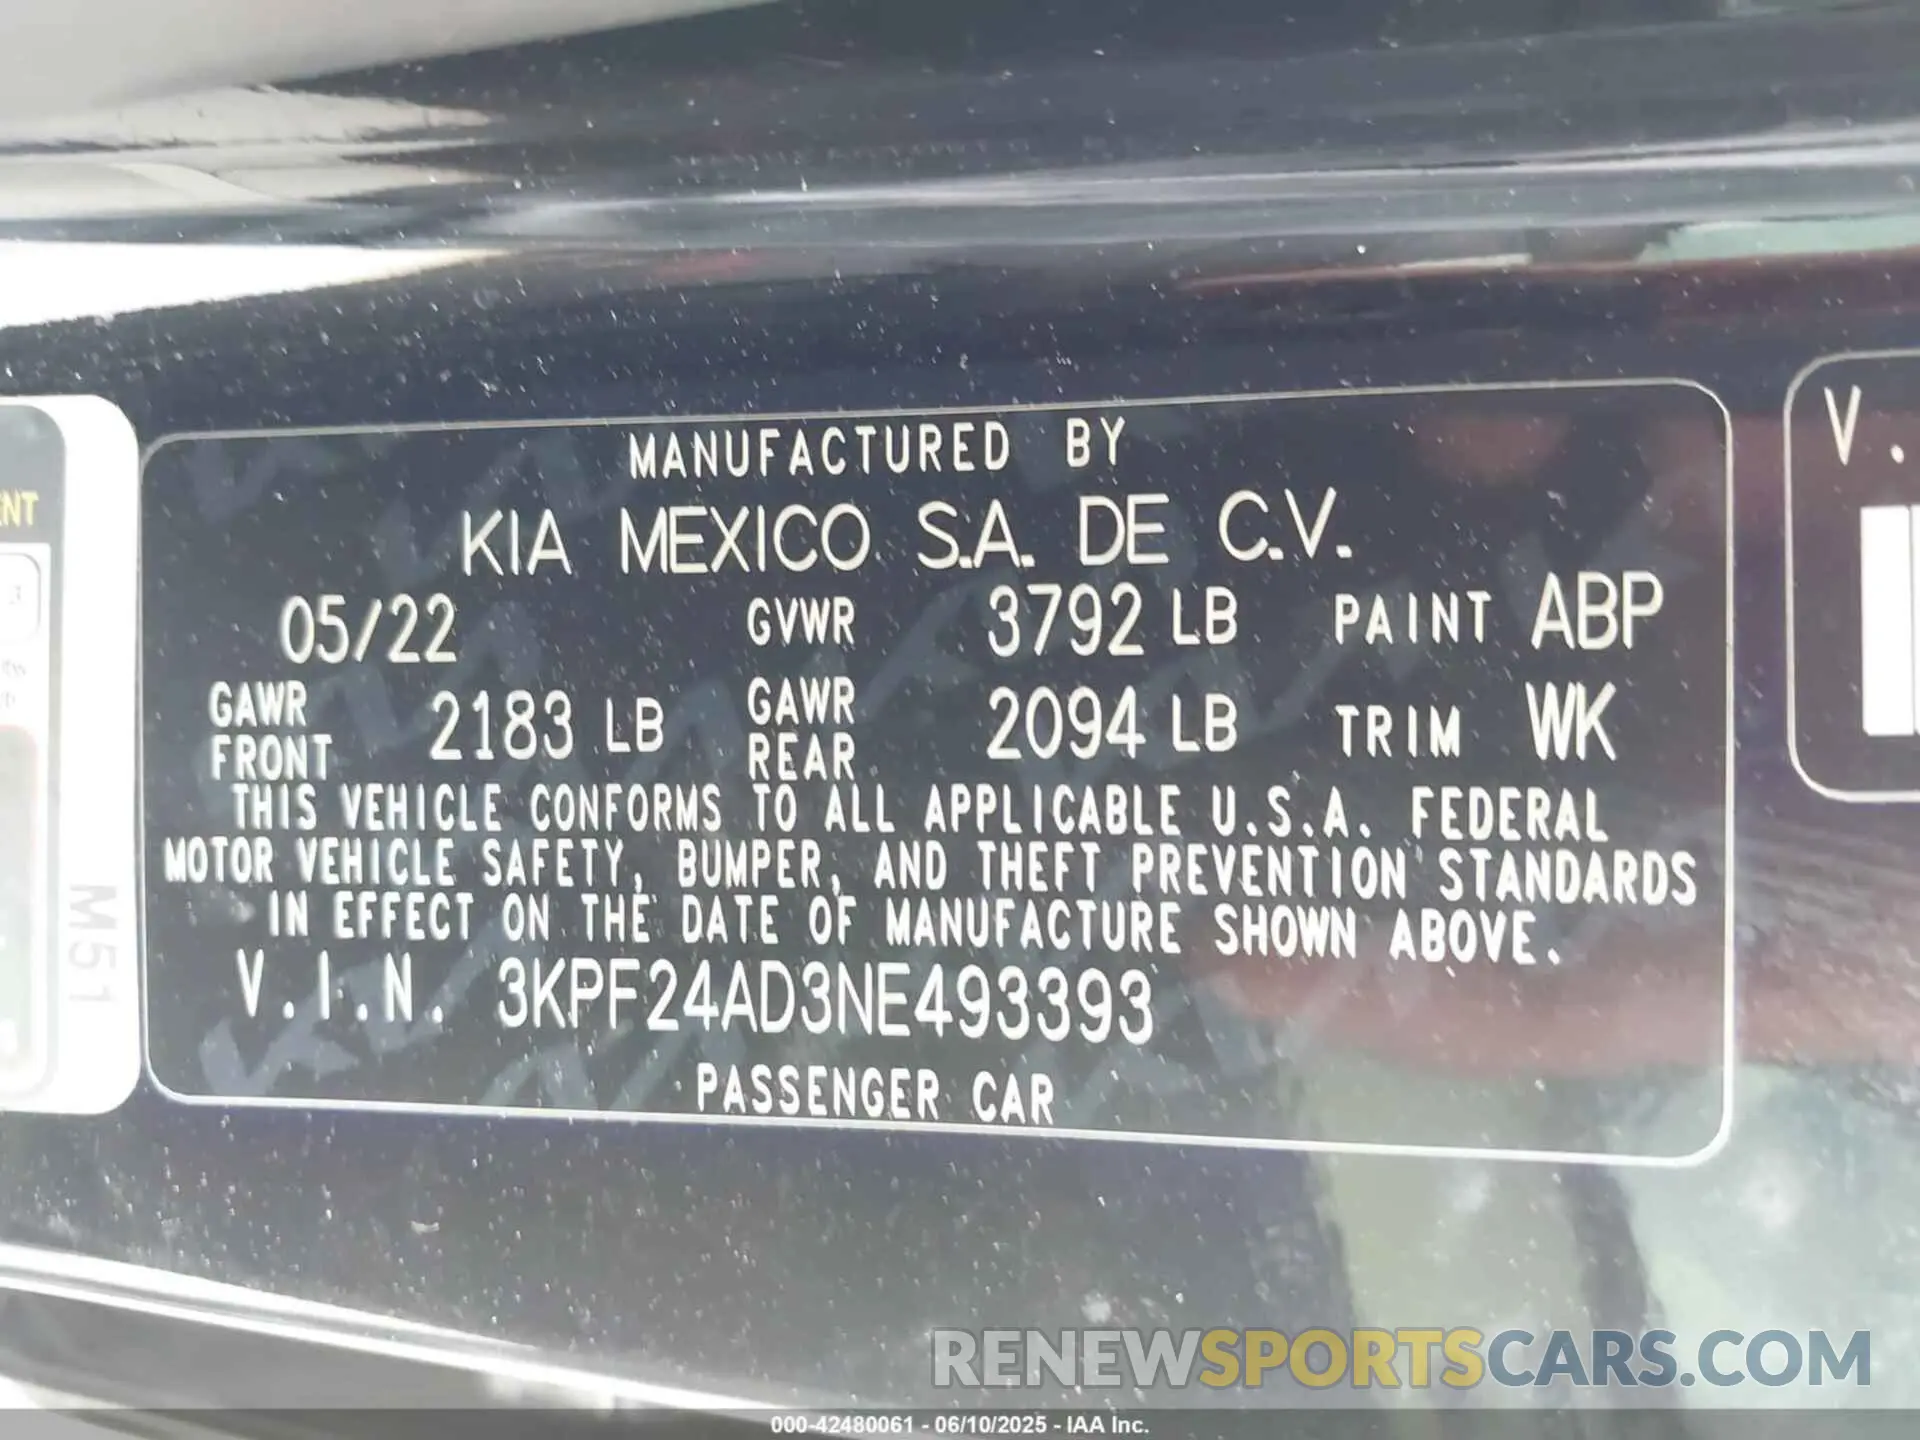 MANUFACTURED BY
KIA MEXICO S.A. DE C.V.
05/22 GVWR 3792 LB PAINT ABP
GAWR FRONT 2183 LB GAWR REAR 2094 LB TRIM WK
THIS VEHICLE CONFORMS TO ALL APPLICABLE U.S.A. FEDERAL
MOTOR VEHICLE SAFETY, BUMPER, AND THEFT PREVENTION STANDARDS
IN EFFECT ON THE DATE OF MANUFACTURE SHOWN ABOVE.
V.I.N. 3KPF24AD3NE493393
PASSENGER CAR
V.
M51
RENEWSPORTSCARS.COM
000-42480061 - 06/10/2025 - IAA Inc.